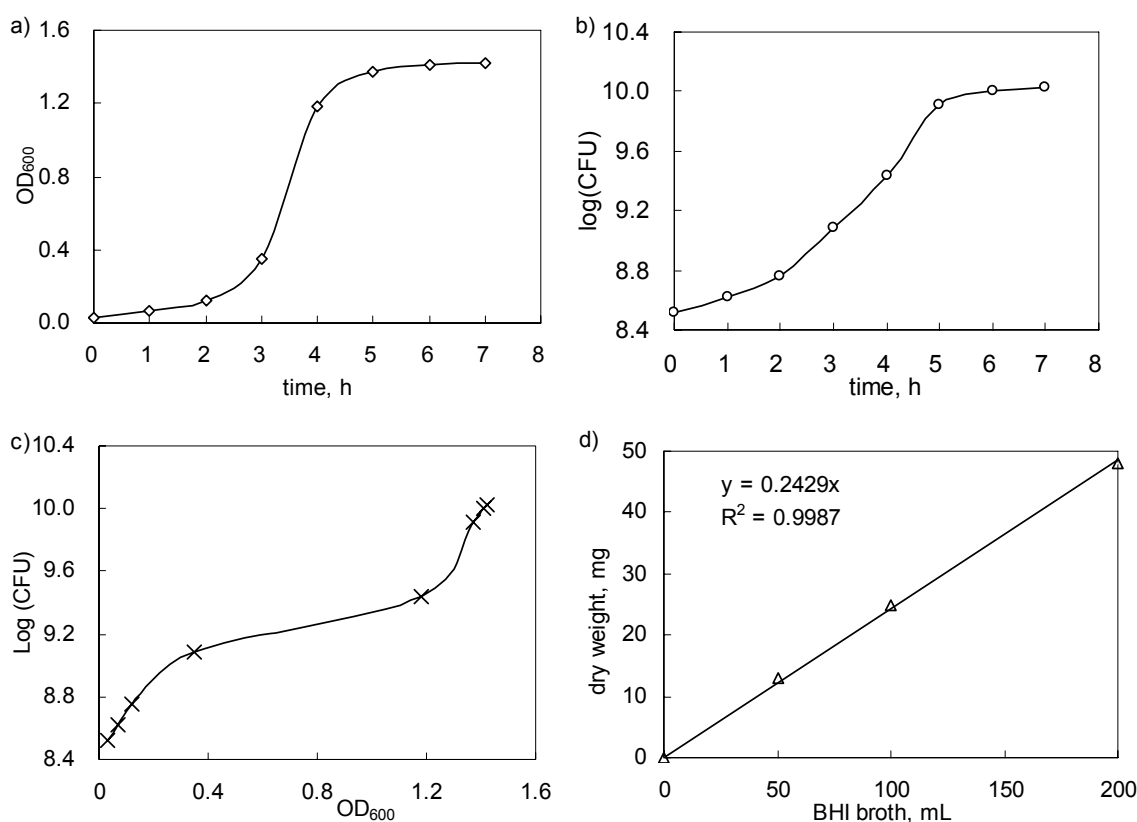 a)
1.6
1.2
0.8
0.4
0.0
OD600
0 1 2 3 4 5 6 7 8
time, h
b)
10.4
10.0
9.6
9.2
8.8
8.4
log(CFU)
0 1 2 3 4 5 6 7 8
time, h
c)
10.4
10.0
9.6
9.2
8.8
8.4
Log (CFU)
0 0.4 0.8 1.2 1.6
OD600
d)
50
40
30
20
10
0
dry weight, mg
y = 0.2429x
R2 = 0.9987
0 50 100 150 200
BHI broth, mL